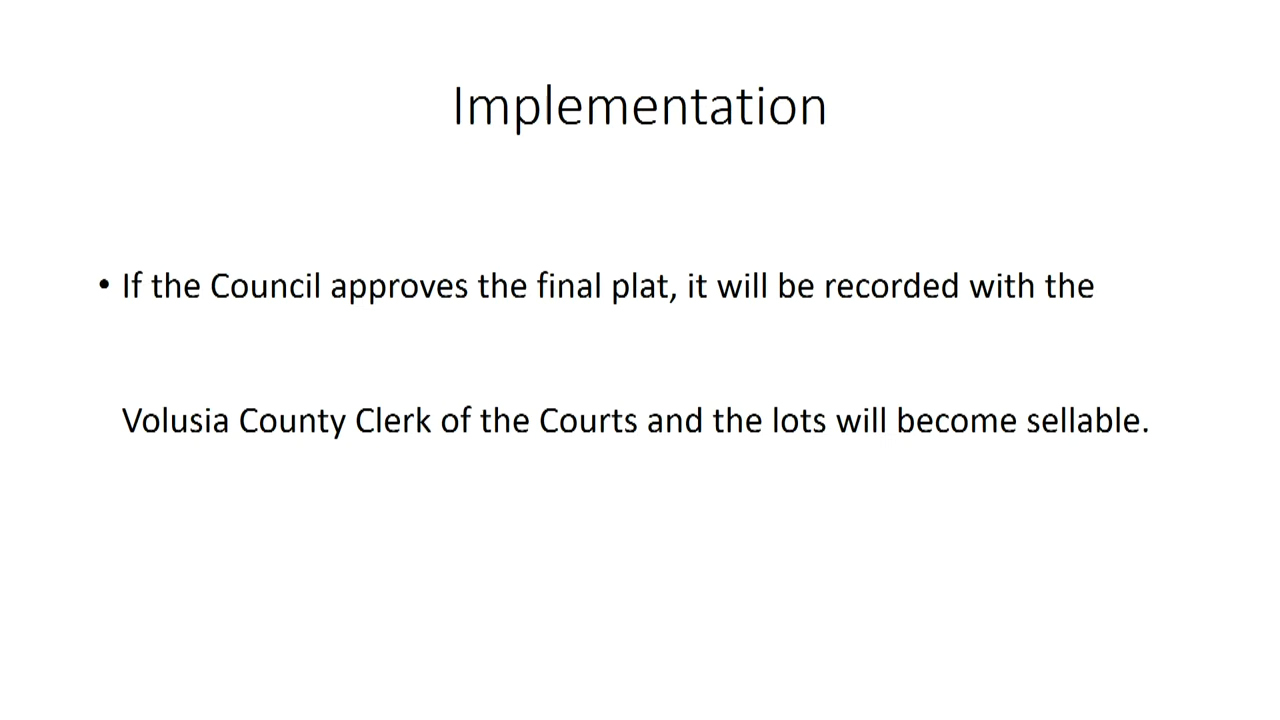 Implementation
• If the Council approves the final plat, it will be recorded with the
Volusia County Clerk of the Courts and the lots will become sellable.